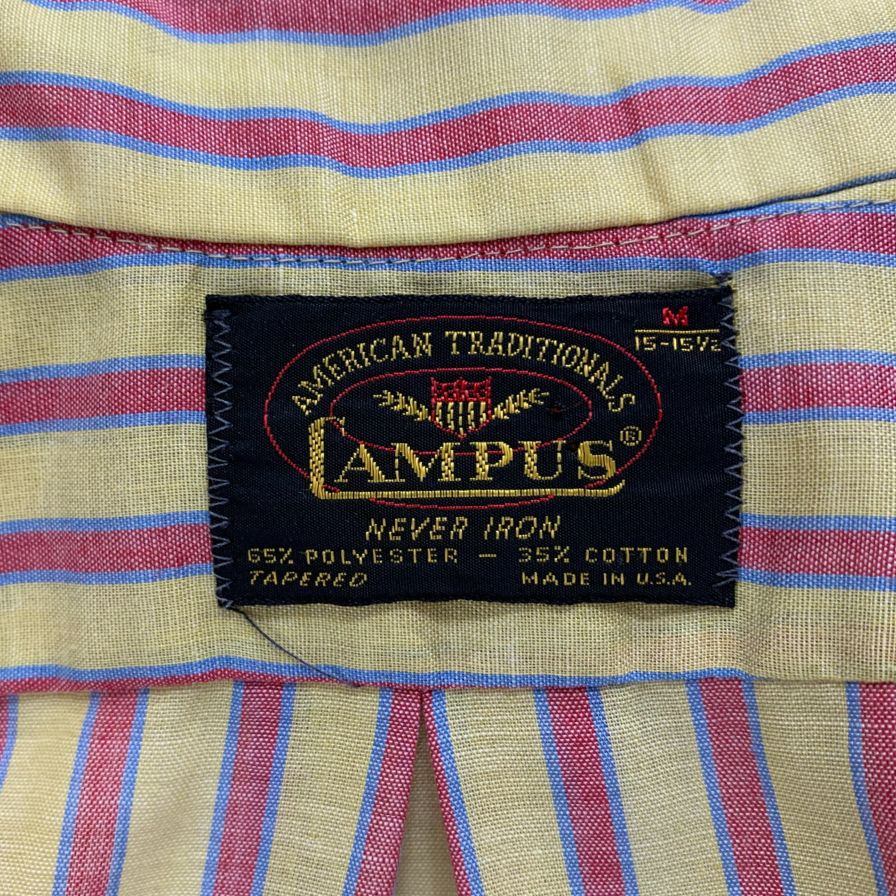 M
15-15½
AMERICAN TRADITIONALS
CAMPUS®
NEVER IRON
65% POLYESTER — 35% COTTON
TAPERED MADE IN U.S.A.